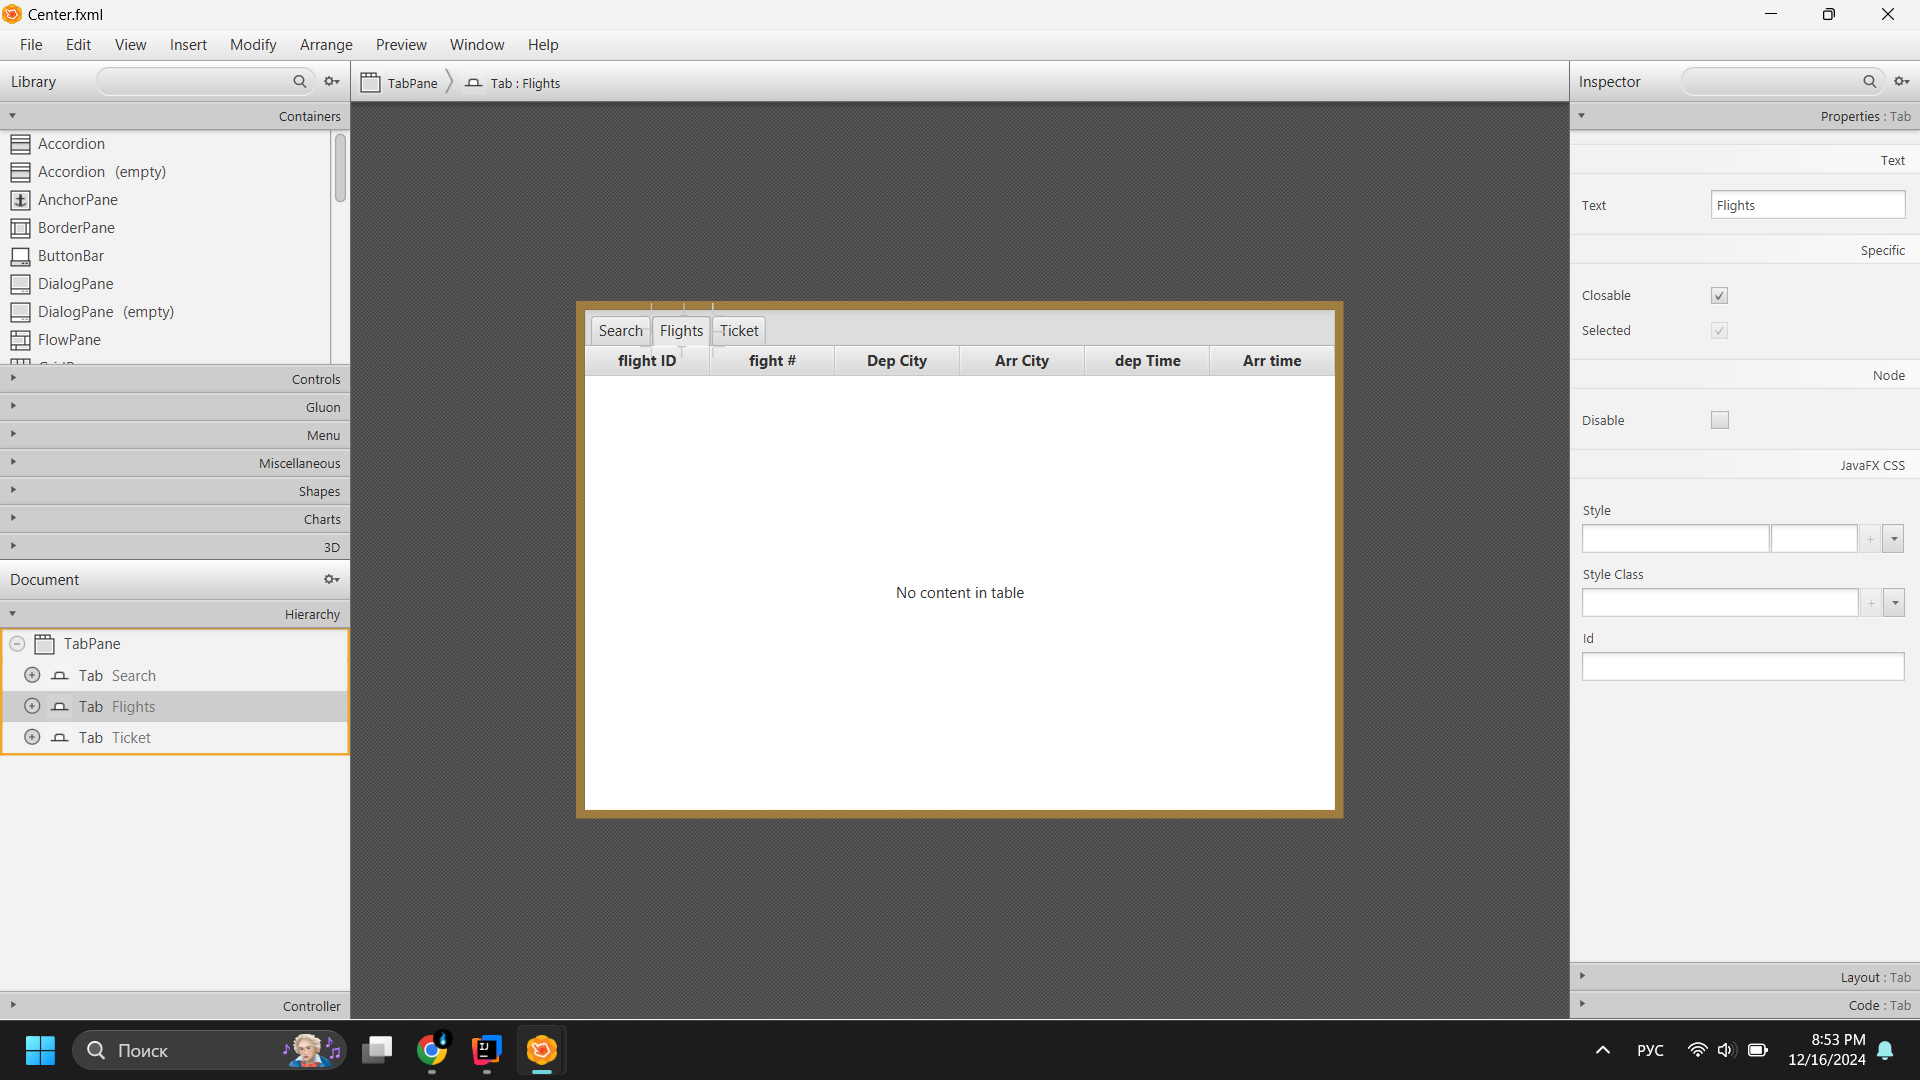 Center.fxml
File Edit View Insert Modify Arrange Preview Window Help
Library
TabPane Tab : Flights
Inspector
Containers
Accordion
Accordion (empty)
AnchorPane
BorderPane
ButtonBar
DialogPane
DialogPane (empty)
FlowPane
Controls
Gluon
Menu
Miscellaneous
Shapes
Charts
3D
Document
Hierarchy
TabPane
Tab Search
Tab Flights
Tab Ticket
Controller
Search Flights Ticket
flight ID fight # Dep City Arr City dep Time Arr time
No content in table
Properties : Tab
Text
Text Flights
Specific
Closable
Selected
Node
Disable
JavaFX CSS
Style
Style Class
Id
Layout : Tab
Code : Tab
Поиск
IJ
РУС
8:53 PM
12/16/2024